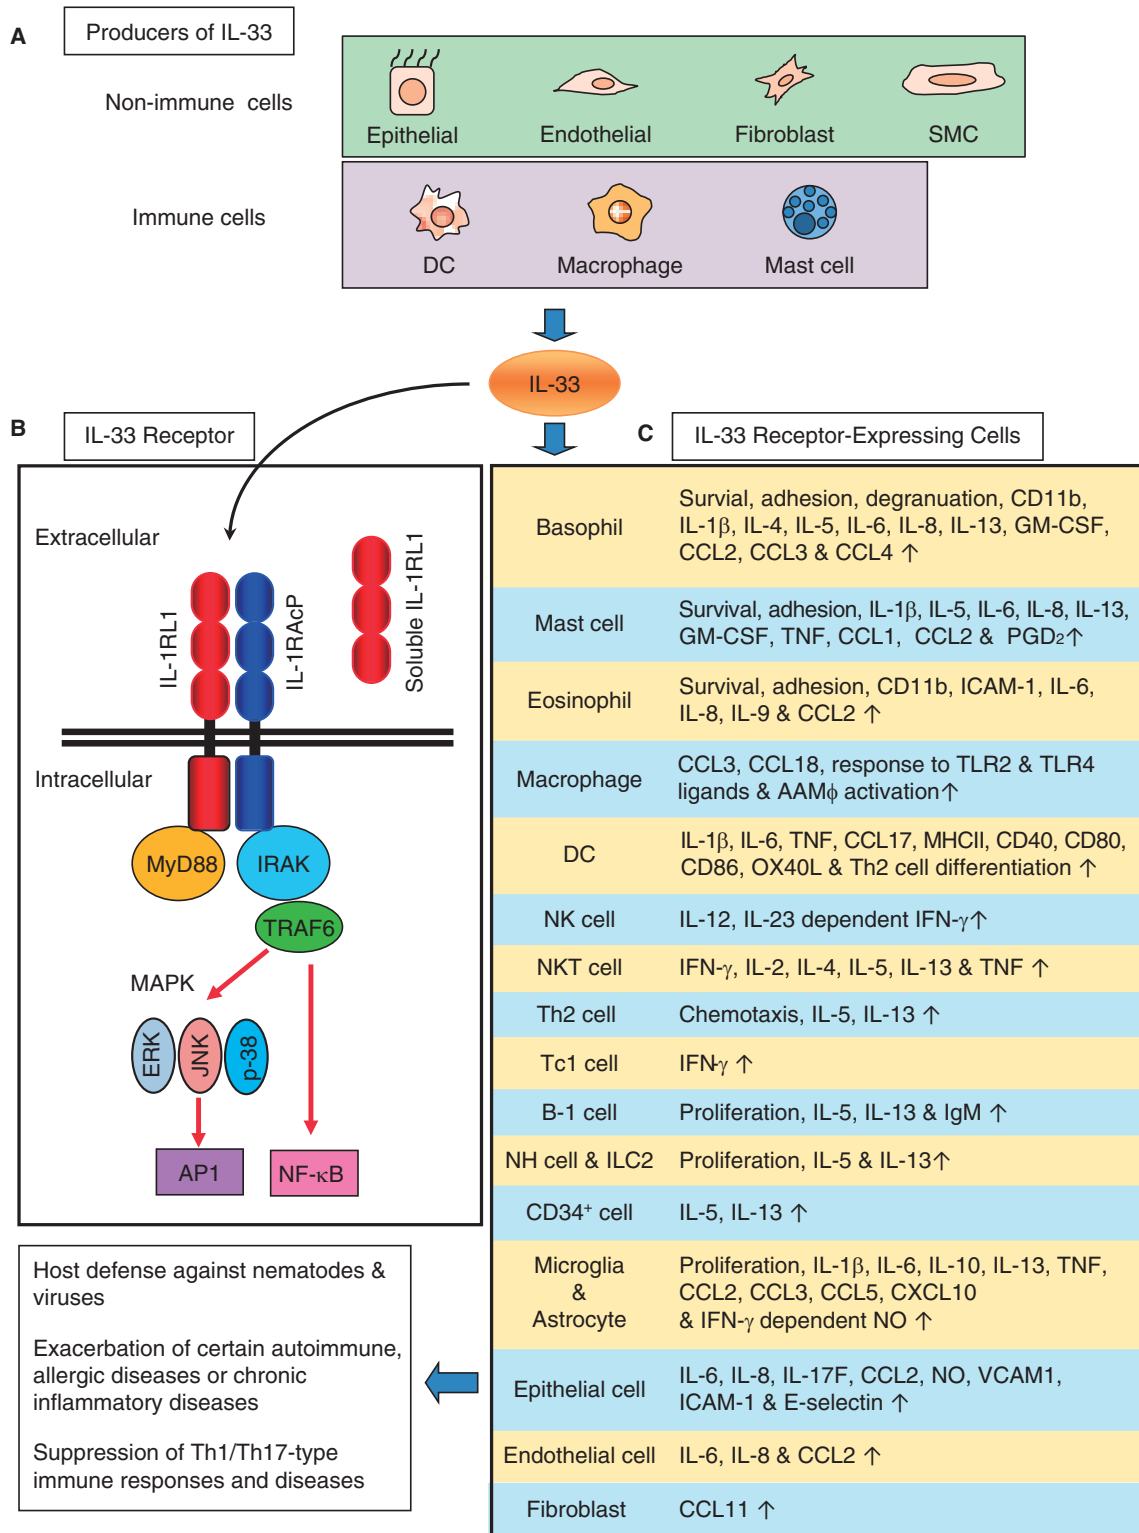 A
Producers of IL-33
Non-immune cells
Epithelial
Endothelial
Fibroblast
SMC
Immune cells
DC
Macrophage
Mast cell
IL-33
B
IL-33 Receptor
Extracellular
IL-1RL1
IL-1RAcP
Soluble IL-1RL1
Intracellular
MyD88
IRAK
TRAF6
MAPK
ERK
JNK
p-38
AP1
NF-κB
C
IL-33 Receptor-Expressing Cells
Basophil
Survial, adhesion, degranuation, CD11b,
IL-1β, IL-4, IL-5, IL-6, IL-8, IL-13, GM-CSF,
CCL2, CCL3 & CCL4 ↑
Mast cell
Survival, adhesion, IL-1β, IL-5, IL-6, IL-8, IL-13,
GM-CSF, TNF, CCL1, CCL2 & PGD₂↑
Eosinophil
Survival, adhesion, CD11b, ICAM-1, IL-6,
IL-8, IL-9 & CCL2 ↑
Macrophage
CCL3, CCL18, response to TLR2 & TLR4
ligands & AAMϕ activation↑
DC
IL-1β, IL-6, TNF, CCL17, MHCII, CD40, CD80,
CD86, OX40L & Th2 cell differentiation ↑
NK cell
IL-12, IL-23 dependent IFN-γ↑
NKT cell
IFN-γ, IL-2, IL-4, IL-5, IL-13 & TNF ↑
Th2 cell
Chemotaxis, IL-5, IL-13 ↑
Tc1 cell
IFN-γ ↑
B-1 cell
Proliferation, IL-5, IL-13 & IgM ↑
NH cell & ILC2
Proliferation, IL-5 & IL-13↑
CD34⁺ cell
IL-5, IL-13 ↑
Microglia
&
Astrocyte
Proliferation, IL-1β, IL-6, IL-10, IL-13, TNF,
CCL2, CCL3, CCL5, CXCL10
& IFN-γ dependent NO ↑
Epithelial cell
IL-6, IL-8, IL-17F, CCL2, NO, VCAM1,
ICAM-1 & E-selectin ↑
Endothelial cell
IL-6, IL-8 & CCL2 ↑
Fibroblast
CCL11 ↑
Host defense against nematodes &
viruses
Exacerbation of certain autoimmune,
allergic diseases or chronic
inflammatory diseases
Suppression of Th1/Th17-type
immune responses and diseases